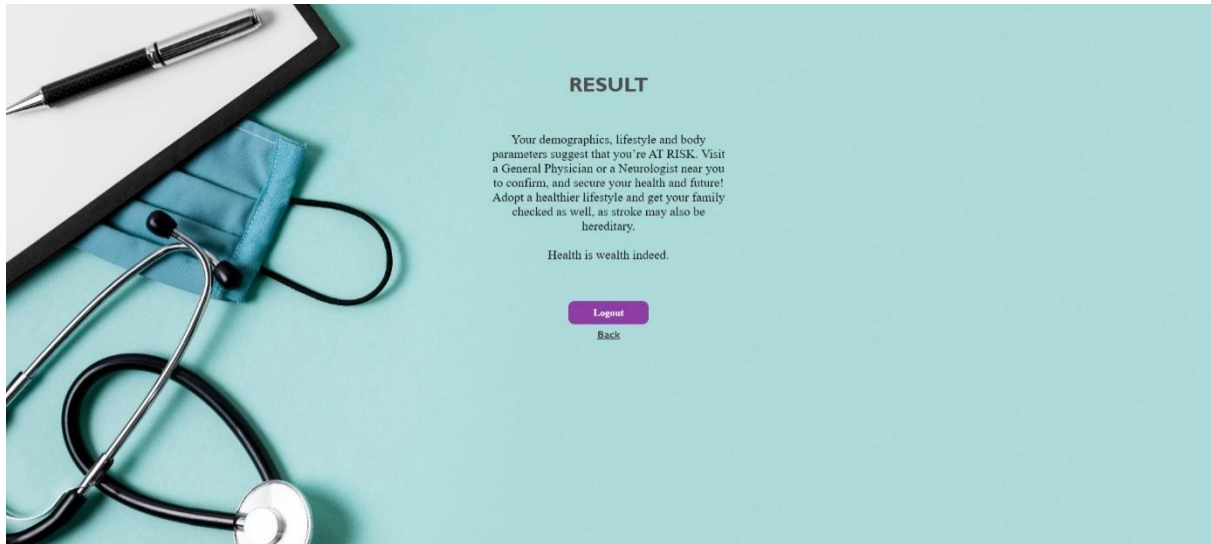 RESULT
Your demographics, lifestyle and body
parameters suggest that you're AT RISK. Visit
a General Physician or a Neurologist near you
to confirm, and secure your health and future!
Adopt a healthier lifestyle and get your family
checked as well, as stroke may also be
hereditary.
Health is wealth indeed.
Logout
Back